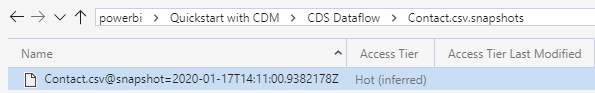 powerbi > Quickstart with CDM > CDS Dataflow > Contact.csv.snapshots
Name Access Tier Access Tier Last Modified
Contact.csv@snapshot=2020-01-17T14:11:00.9382178Z Hot (inferred)